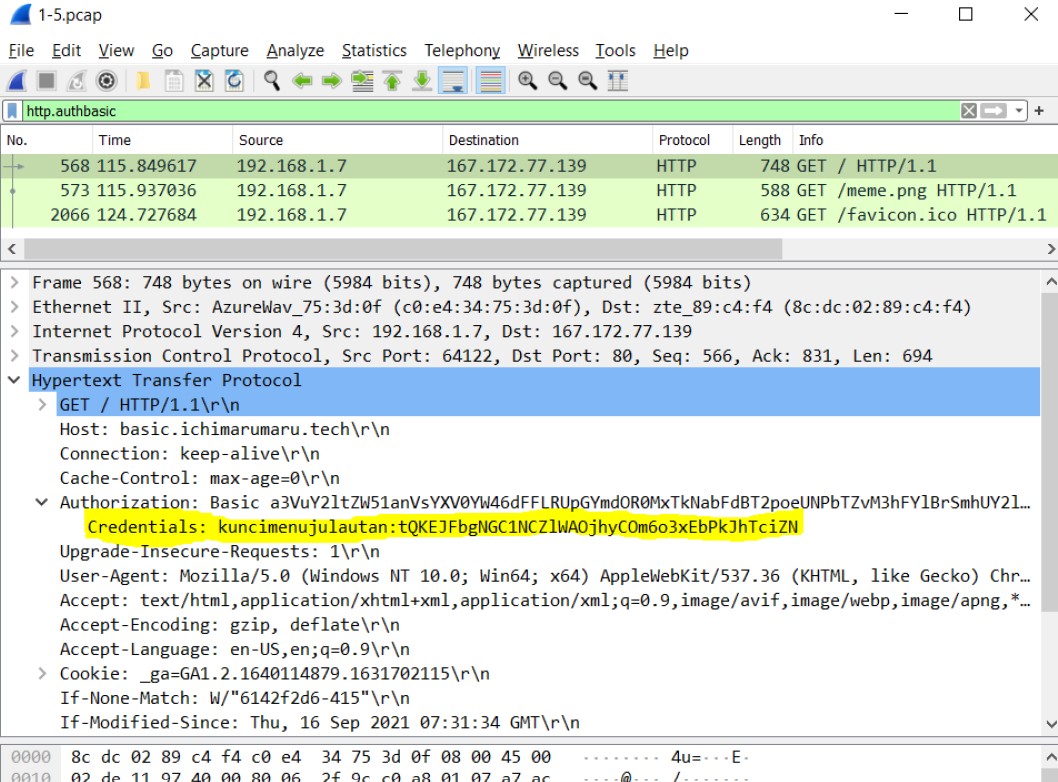 1-5.pcap
File Edit View Go Capture Analyze Statistics Telephony Wireless Tools Help
http.authbasic
No. Time Source Destination Protocol Length Info
568 115.849617 192.168.1.7 167.172.77.139 HTTP 748 GET / HTTP/1.1
573 115.937036 192.168.1.7 167.172.77.139 HTTP 588 GET /meme.png HTTP/1.1
2066 124.727684 192.168.1.7 167.172.77.139 HTTP 634 GET /favicon.ico HTTP/1.1
Frame 568: 748 bytes on wire (5984 bits), 748 bytes captured (5984 bits)
Ethernet II, Src: AzureWav_75:3d:0f (c0:e4:34:75:3d:0f), Dst: zte_89:c4:f4 (8c:dc:02:89:c4:f4)
Internet Protocol Version 4, Src: 192.168.1.7, Dst: 167.172.77.139
Transmission Control Protocol, Src Port: 64122, Dst Port: 80, Seq: 566, Ack: 831, Len: 694
Hypertext Transfer Protocol
GET / HTTP/1.1\r\n
Host: basic.ichimarumaru.tech\r\n
Connection: keep-alive\r\n
Cache-Control: max-age=0\r\n
Authorization: Basic a3VuY2ltZW51anVsYXV0YW46dFFLRUpGYmdOR0MxTkNabFdBT2poeUNPbTZvM3hFYlBrSmhUY2l…
Credentials: kuncimenujulautan:tQKEJFbgNGC1NCZlWAOjhyCOm6o3xEbPkJhTciZN
Upgrade-Insecure-Requests: 1\r\n
User-Agent: Mozilla/5.0 (Windows NT 10.0; Win64; x64) AppleWebKit/537.36 (KHTML, like Gecko) Chr…
Accept: text/html,application/xhtml+xml,application/xml;q=0.9,image/avif,image/webp,image/apng,*…
Accept-Encoding: gzip, deflate\r\n
Accept-Language: en-US,en;q=0.9\r\n
Cookie: _ga=GA1.2.1640114879.1631702115\r\n
If-None-Match: W/"6142f2d6-415"\r\n
If-Modified-Since: Thu, 16 Sep 2021 07:31:34 GMT\r\n
0000 8c dc 02 89 c4 f4 c0 e4 34 75 3d 0f 08 00 45 00 ········ 4u=···E·
0010 02 de 11 97 40 00 80 06 2f 9c c0 a8 01 07 a7 ac ····@··· /·······